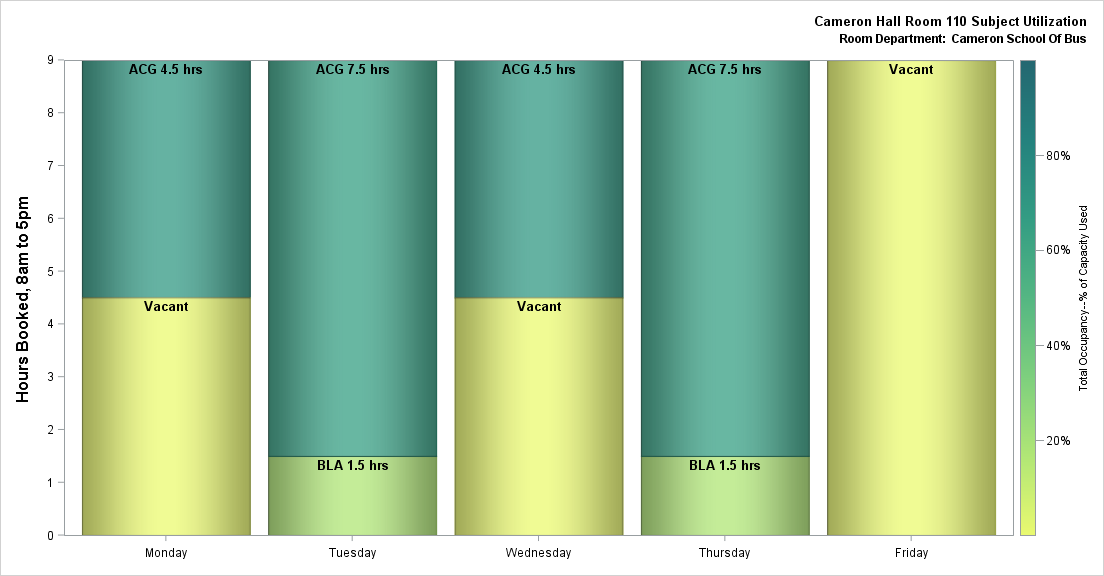 Cameron Hall Room 110 Subject Utilization
Room Department: Cameron School Of Bus
Hours Booked, 8am to 5pm
9
8
7
6
5
4
3
2
1
0
ACG 4.5 hrs
Vacant
ACG 7.5 hrs
BLA 1.5 hrs
ACG 4.5 hrs
Vacant
ACG 7.5 hrs
BLA 1.5 hrs
Vacant
Monday
Tuesday
Wednesday
Thursday
Friday
80%
60%
40%
20%
Total Occupancy--% of Capacity Used